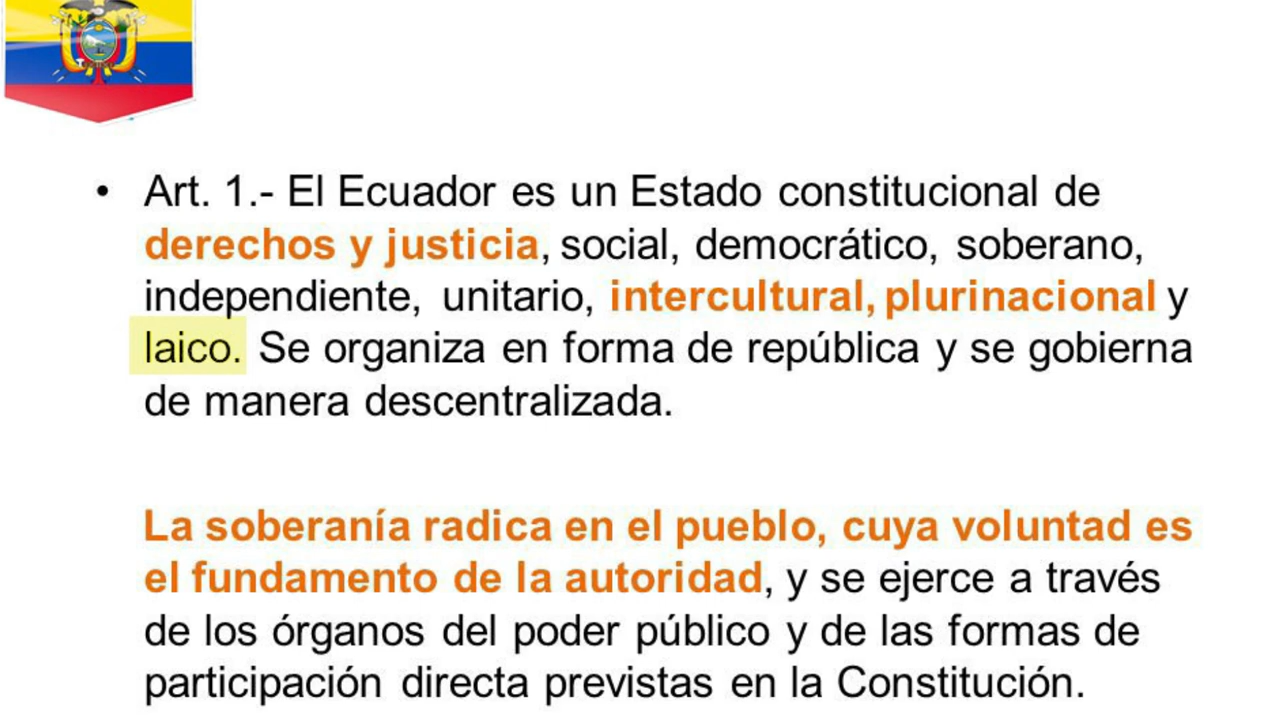 • Art. 1.- El Ecuador es un Estado constitucional de
derechos y justicia, social, democrático, soberano,
independiente, unitario, intercultural, plurinacional y
laico. Se organiza en forma de república y se gobierna
de manera descentralizada.
La soberanía radica en el pueblo, cuya voluntad es
el fundamento de la autoridad, y se ejerce a través
de los órganos del poder público y de las formas de
participación directa previstas en la Constitución.